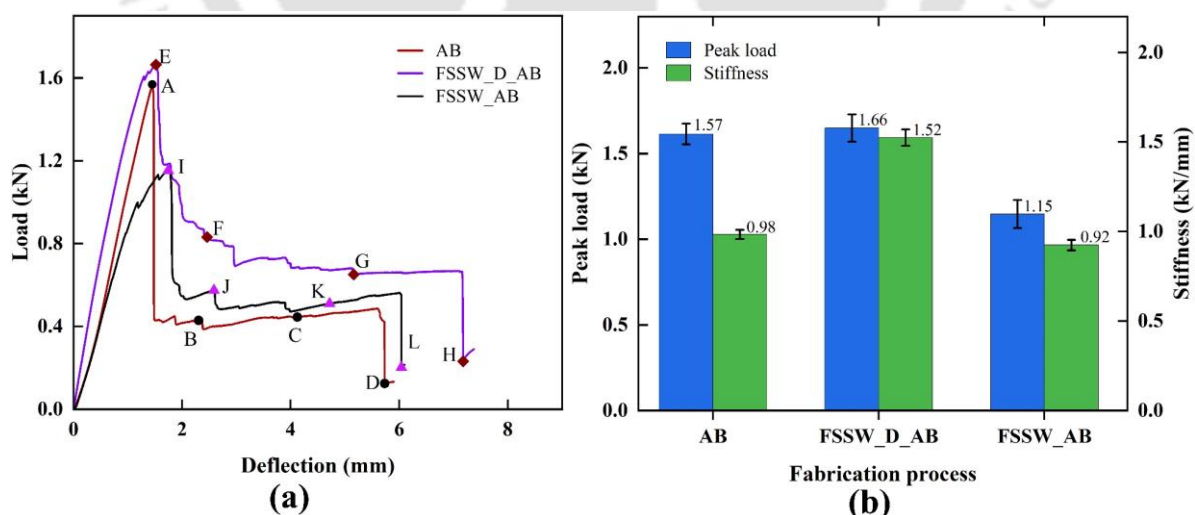 AB
FSSW_D_AB
FSSW_AB
E
A
I
F
G
J
K
B
C
L
H
D
1.6
1.2
0.8
0.4
0.0
0
2
4
6
8
Load (kN)
Deflection (mm)
(a)
Peak load
Stiffness
2.0
1.5
1.0
0.5
0.0
Peak load (kN)
1.57
0.98
1.66
1.52
1.15
0.92
2.0
1.5
1.0
0.5
0.0
Stiffness (kN/mm)
AB
FSSW_D_AB
FSSW_AB
Fabrication process
(b)